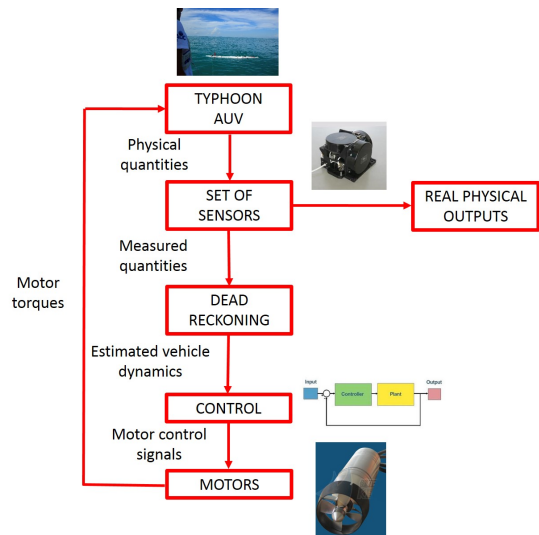 TYPHOON
AUV
Physical
quantities
SET OF
SENSORS
REAL PHYSICAL
OUTPUTS
Measured
quantities
Motor
torques
DEAD
RECKONING
Estimated vehicle
dynamics
Input
Controller
Plant
Output
CONTROL
Motor control
signals
MOTORS